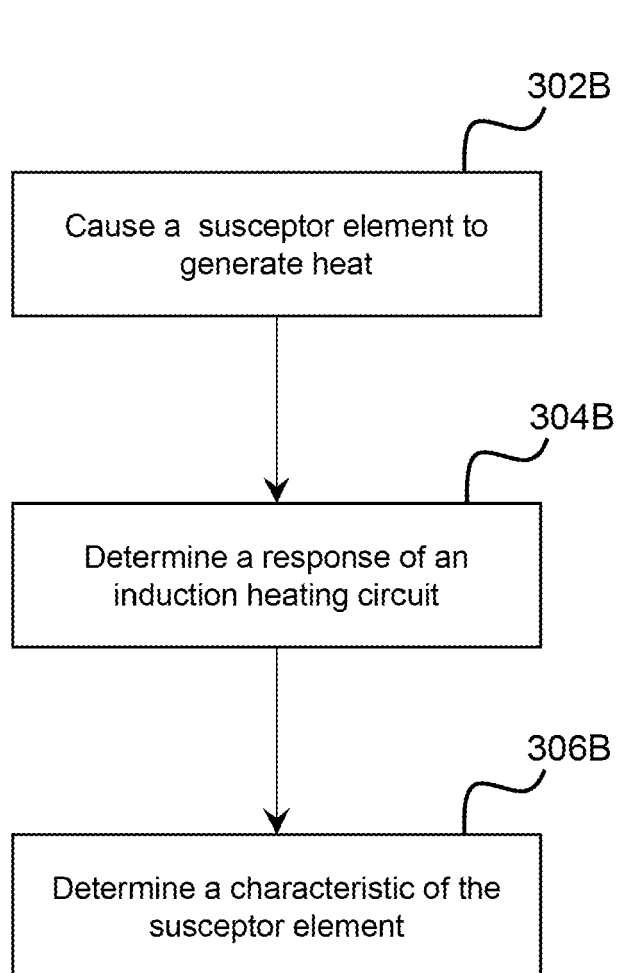 302B
Cause a susceptor element to
generate heat
304B
Determine a response of an
induction heating circuit
306B
Determine a characteristic of the
susceptor element